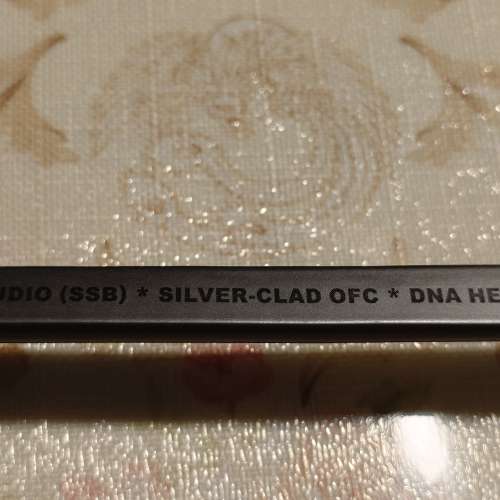 UDIO (SSB) * SILVER-CLAD OFC * DNA HE